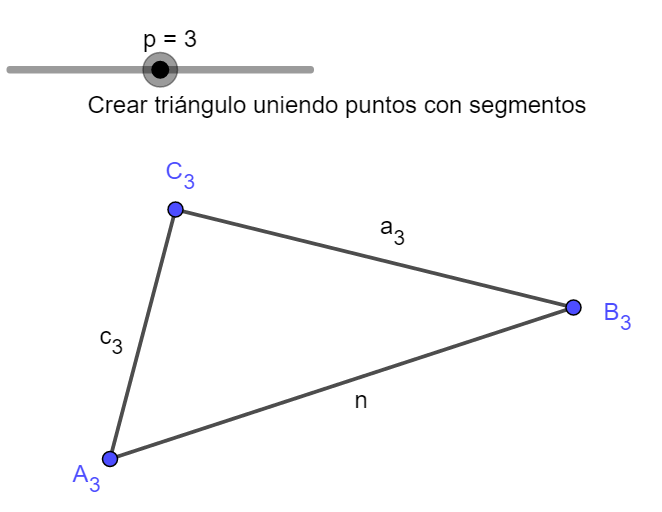 p = 3
Crear triángulo uniendo puntos con segmentos
C₃
a₃
B₃
c₃
n
A₃